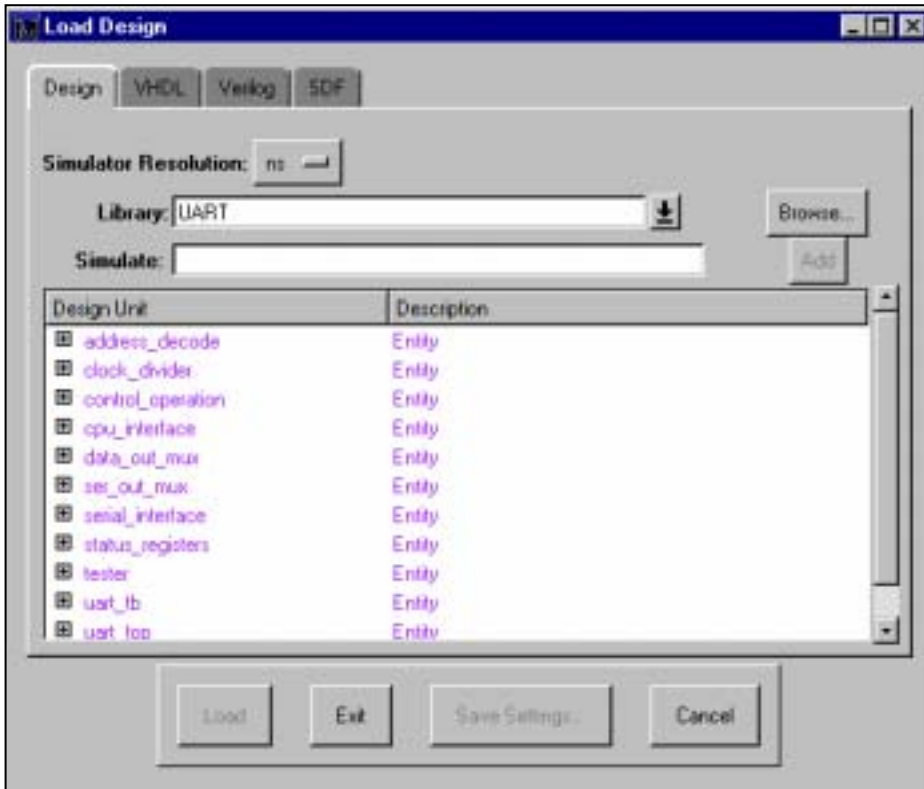 Load Design
Design VHDL Verilog SDF
Simulator Resolution: ns
Library: UART Browse...
Simulate: Add
Design Unit Description
address_decode Entity
clock_divider Entity
control_operation Entity
cpu_interface Entity
data_out_mux Entity
ser_out_mux Entity
serial_interface Entity
status_registers Entity
tester Entity
uart_tb Entity
uart_top Entity
Load Exit Save Settings... Cancel